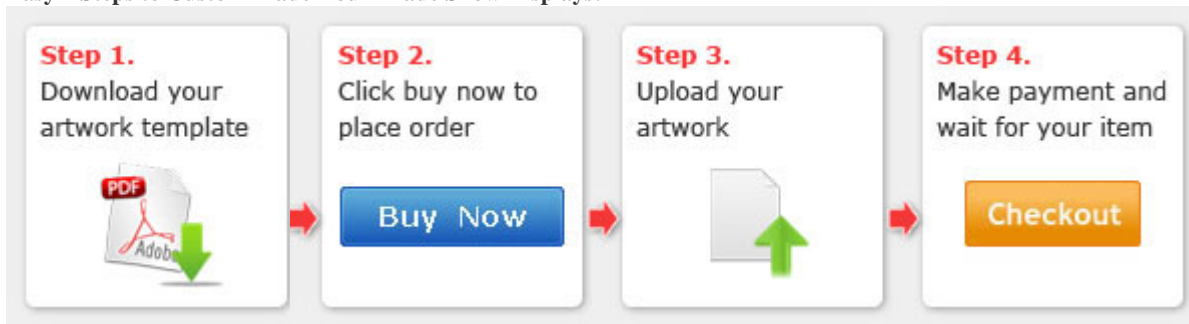 Step 1.
Download your
artwork template
PDF
Adobe
Step 2.
Click buy now to
place order
Buy Now
Step 3.
Upload your
artwork
Step 4.
Make payment and
wait for your item
Checkout